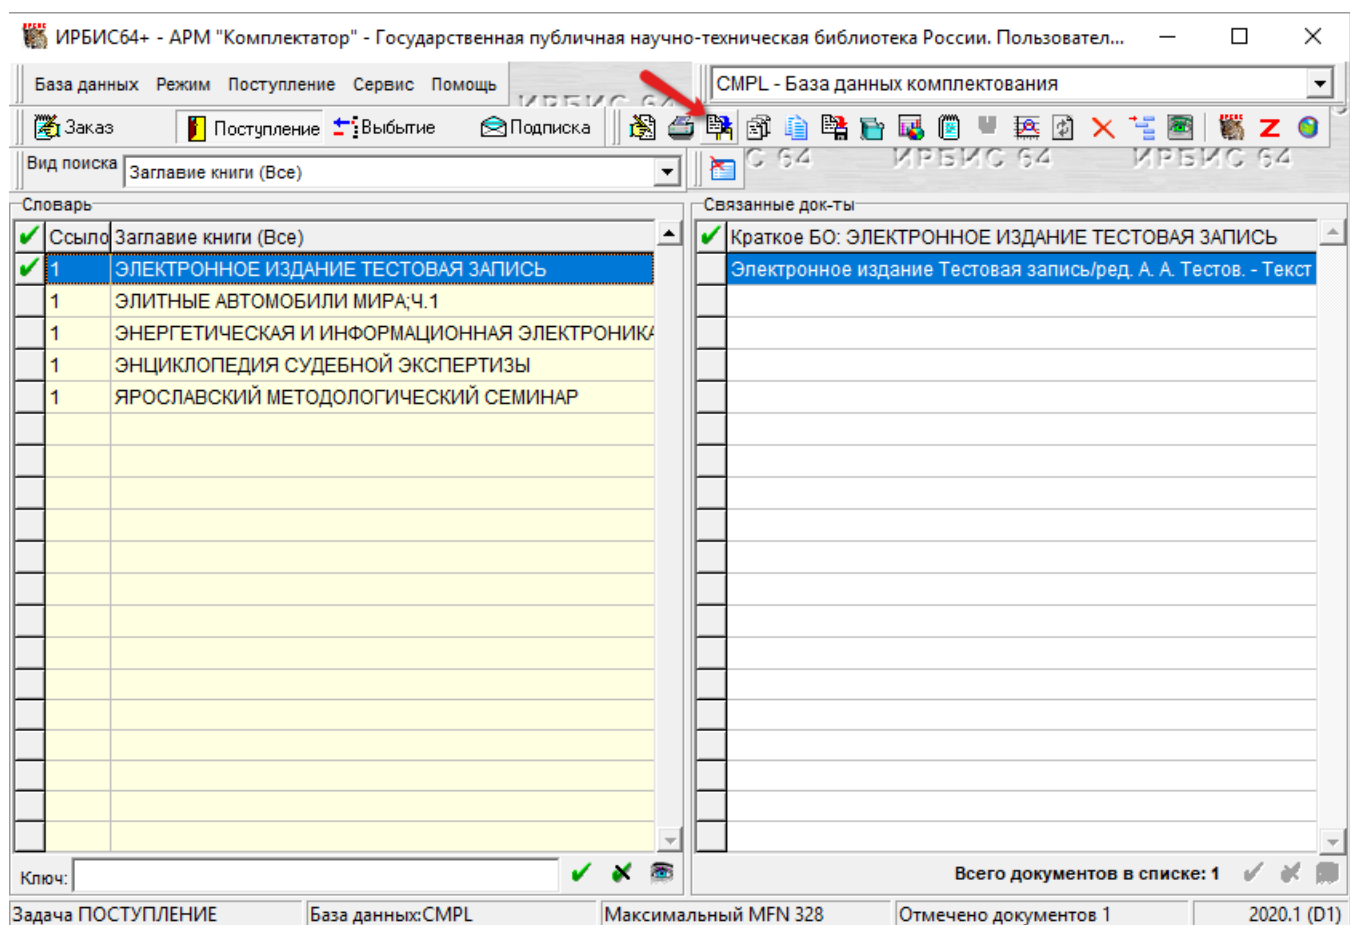 ИРБИС64+ - АРМ "Комплектатор" - Государственная публичная научно-техническая библиотека России. Пользовател...
База данных Режим Поступление Сервис Помощь
CMPL - База данных комплектования
ИРБИС 64
Заказ Поступление Выбытие Подписка
Z
Вид поиска Заглавие книги (Все)
С 64 ИРБИС 64 ИРБИС 64
Словарь
Связанные док-ты
Ссыло Заглавие книги (Все)
Краткое БО: ЭЛЕКТРОННОЕ ИЗДАНИЕ ТЕСТОВАЯ ЗАПИСЬ
1 ЭЛЕКТРОННОЕ ИЗДАНИЕ ТЕСТОВАЯ ЗАПИСЬ
Электронное издание Тестовая запись/ред. А. А. Тестов. - Текст
1 ЭЛИТНЫЕ АВТОМОБИЛИ МИРА;Ч.1
1 ЭНЕРГЕТИЧЕСКАЯ И ИНФОРМАЦИОННАЯ ЭЛЕКТРОНИКА
1 ЭНЦИКЛОПЕДИЯ СУДЕБНОЙ ЭКСПЕРТИЗЫ
1 ЯРОСЛАВСКИЙ МЕТОДОЛОГИЧЕСКИЙ СЕМИНАР
Ключ:
Всего документов в списке: 1
Задача ПОСТУПЛЕНИЕ База данных:CMPL Максимальный MFN 328 Отмечено документов 1 2020.1 (D1)